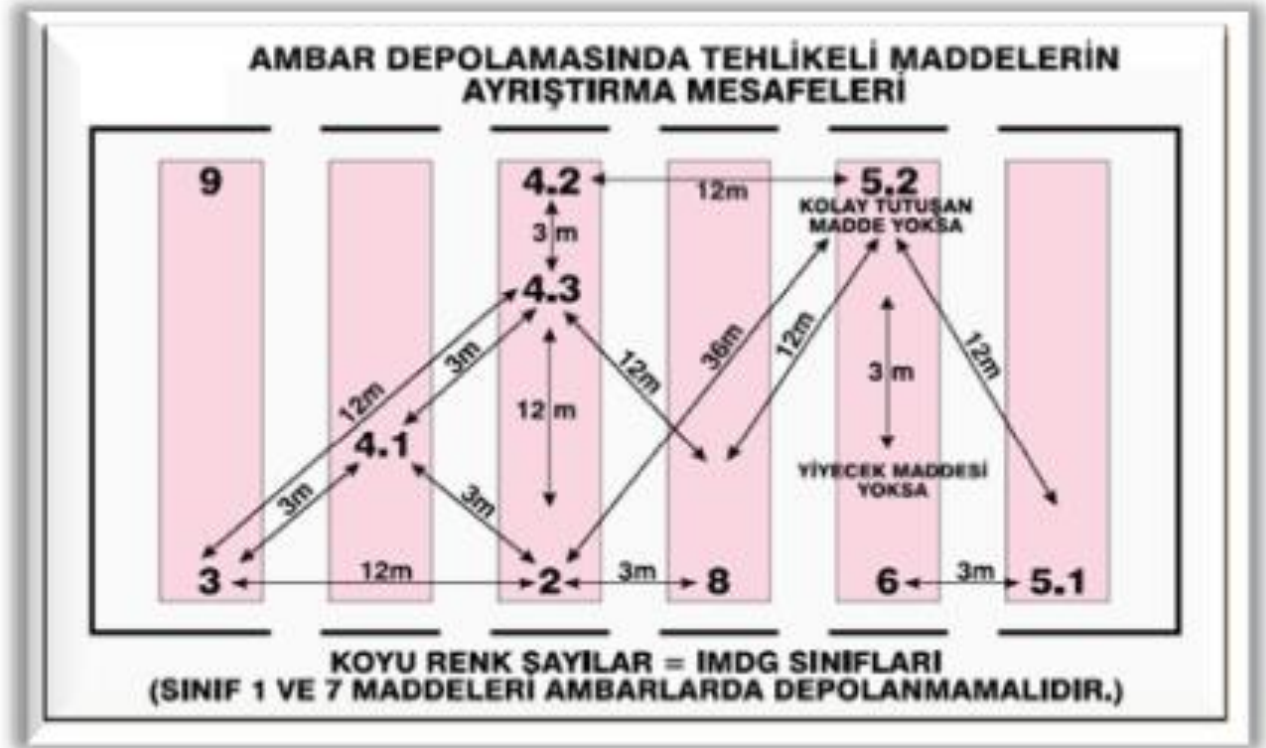 AMBAR DEPOLAMASINDA TEHLİKELİ MADDELERİN
AYRIŞTIRMA MESAFELERİ
9
4.2
12m
5.2
KOLAY TUTUŞAN
MADDE YOKSA
3 m
4.3
12m
3m
12 m
12m
36m
12m
3 m
12m
4.1
3m
3m
YİYECEK MADDESİ
YOKSA
3
12m
2
3m
8
6
3m
5.1
KOYU RENK SAYILAR = IMDG SINIFLARI
(SINIF 1 VE 7 MADDELERİ AMBARLARDA DEPOLANMAMALIDIR.)